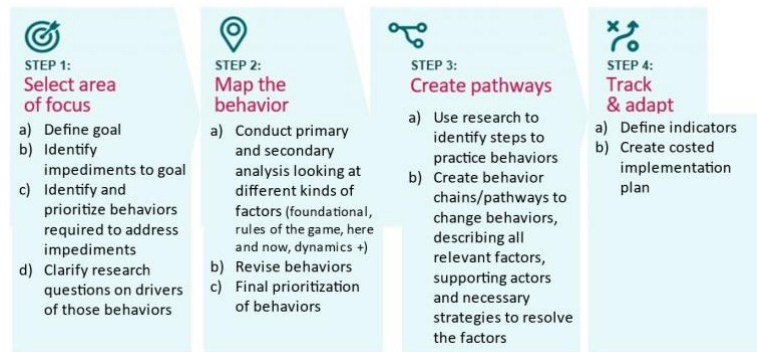 STEP 1:
Select area
of focus
a) Define goal
b) Identify
impediments to goal
c) Identify and
prioritize behaviors
required to address
impediments
d) Clarify research
questions on drivers
of those behaviors
STEP 2:
Map the
behavior
a) Conduct primary
and secondary
analysis looking at
different kinds of
factors (foundational,
rules of the game, here
and now, dynamics +)
b) Revise behaviors
c) Final prioritization
of behaviors
STEP 3:
Create pathways
a) Use research to
identify steps to
practice behaviors
b) Create behavior
chains/pathways to
change behaviors,
describing all
relevant factors,
supporting actors
and necessary
strategies to resolve
the factors
STEP 4:
Track
& adapt
a) Define indicators
b) Create costed
implementation
plan